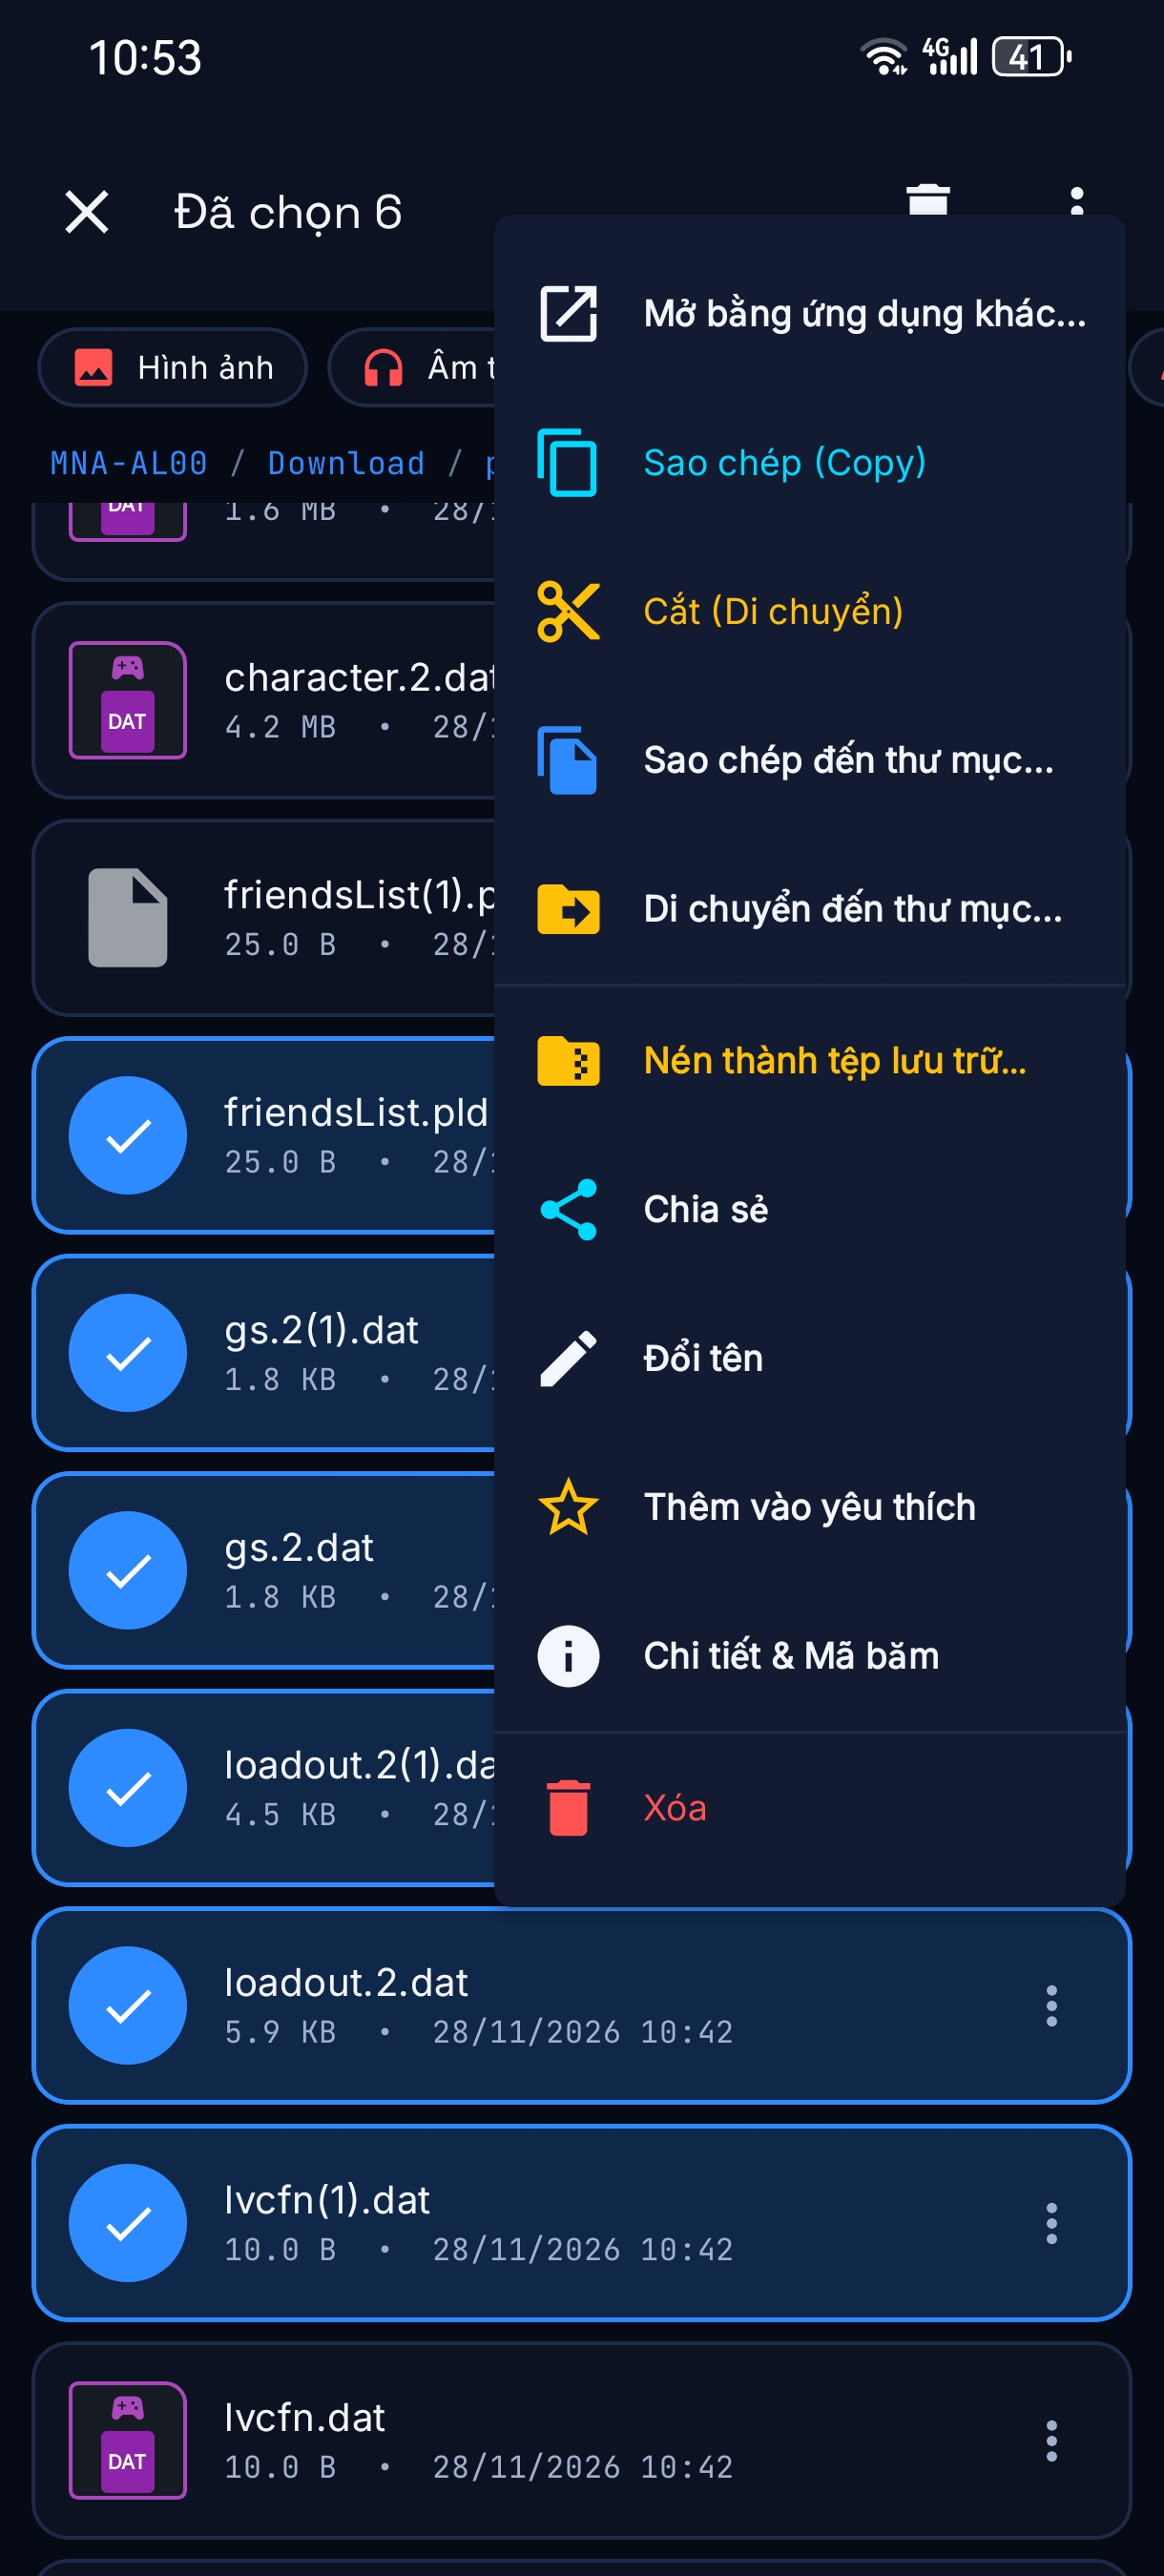 10:53
4G
41
Đã chọn 6
Mở bằng ứng dụng khác...
Hình ảnh
Âm t
Sao chép (Copy)
MNA-AL00 / Download / p
DAT
1.6 MB • 28/1
Cắt (Di chuyển)
character.2.dat
DAT
4.2 MB • 28/1
Sao chép đến thư mục...
friendsList(1).p
25.0 B • 28/1
Di chuyển đến thư mục...
Nén thành tệp lưu trữ...
friendsList.pld
25.0 B • 28/1
Chia sẻ
gs.2(1).dat
1.8 KB • 28/1
Đổi tên
gs.2.dat
1.8 KB • 28/1
Thêm vào yêu thích
Chi tiết & Mã băm
loadout.2(1).da
4.5 KB • 28/1
Xóa
loadout.2.dat
5.9 KB • 28/11/2026 10:42
lvcfn(1).dat
10.0 B • 28/11/2026 10:42
lvcfn.dat
DAT
10.0 B • 28/11/2026 10:42